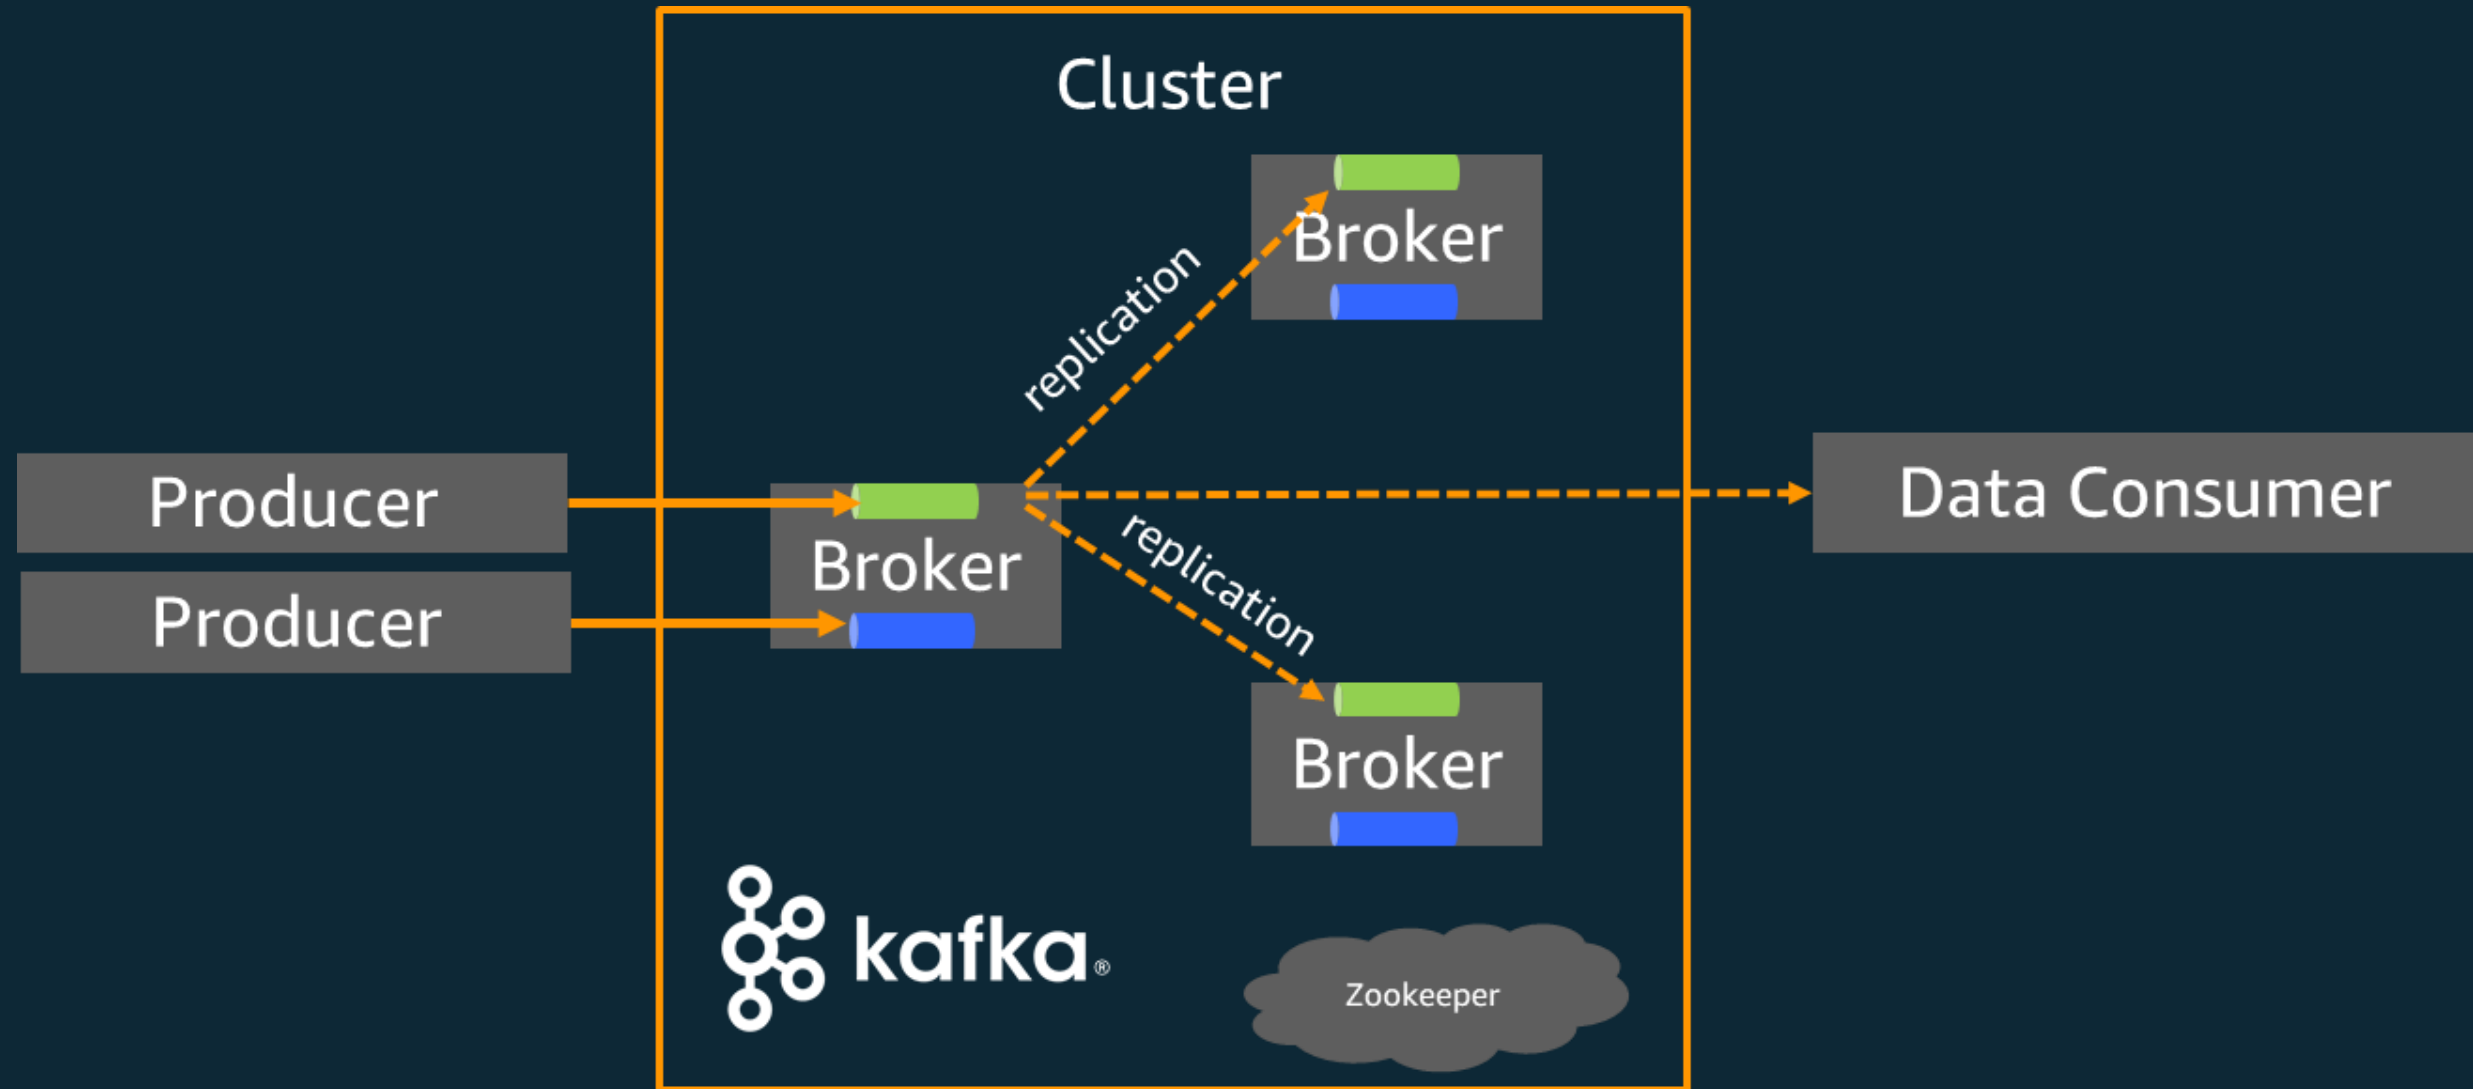 Cluster
Broker
replication
Producer
Data Consumer
Broker
replication
Producer
Broker
kafka®
Zookeeper